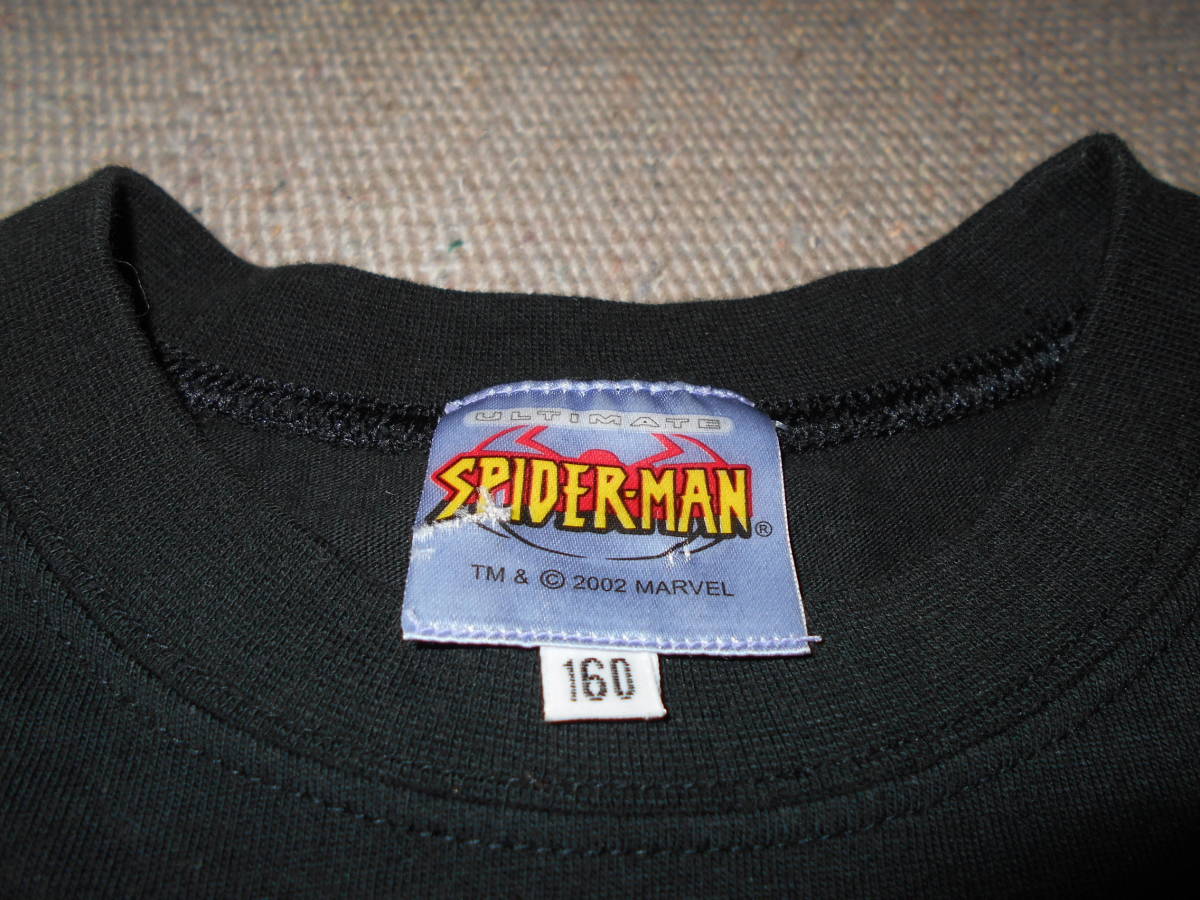 ULTIMATE
SPIDER-MAN®
TM & © 2002 MARVEL
160